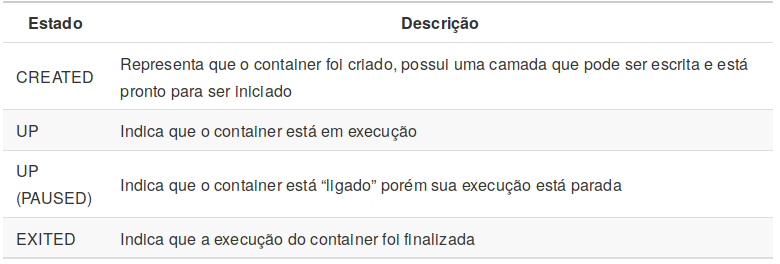 Estado Descrição
CREATED Representa que o container foi criado, possui uma camada que pode ser escrita e está
pronto para ser iniciado
UP Indica que o container está em execução
UP
(PAUSED) Indica que o container está “ligado” porém sua execução está parada
EXITED Indica que a execução do container foi finalizada